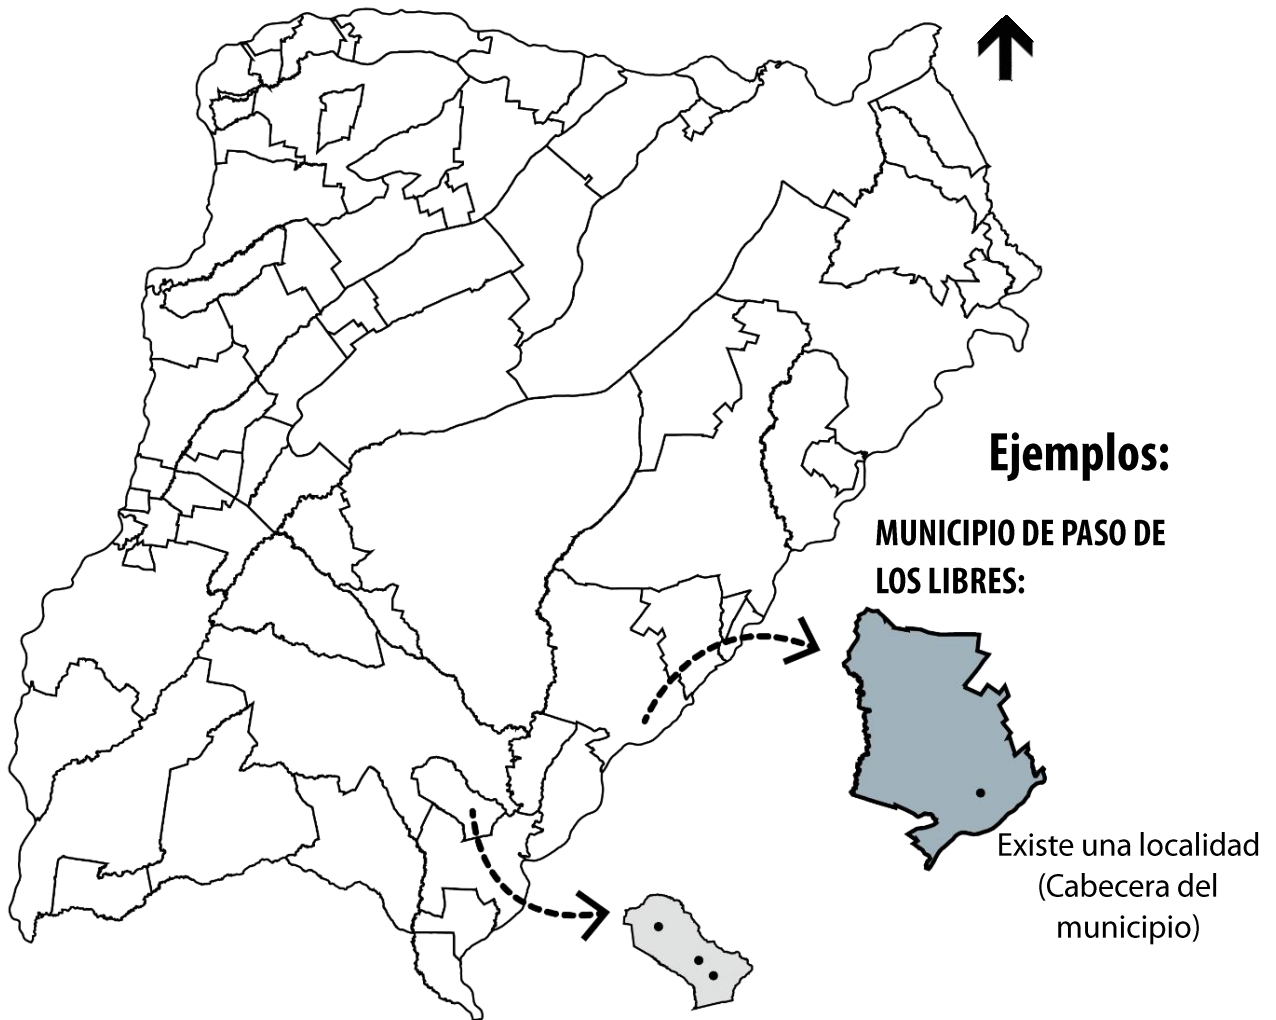 Ejemplos:
MUNICIPIO DE PASO DE
LOS LIBRES:
Existe una localidad
(Cabecera del
municipio)